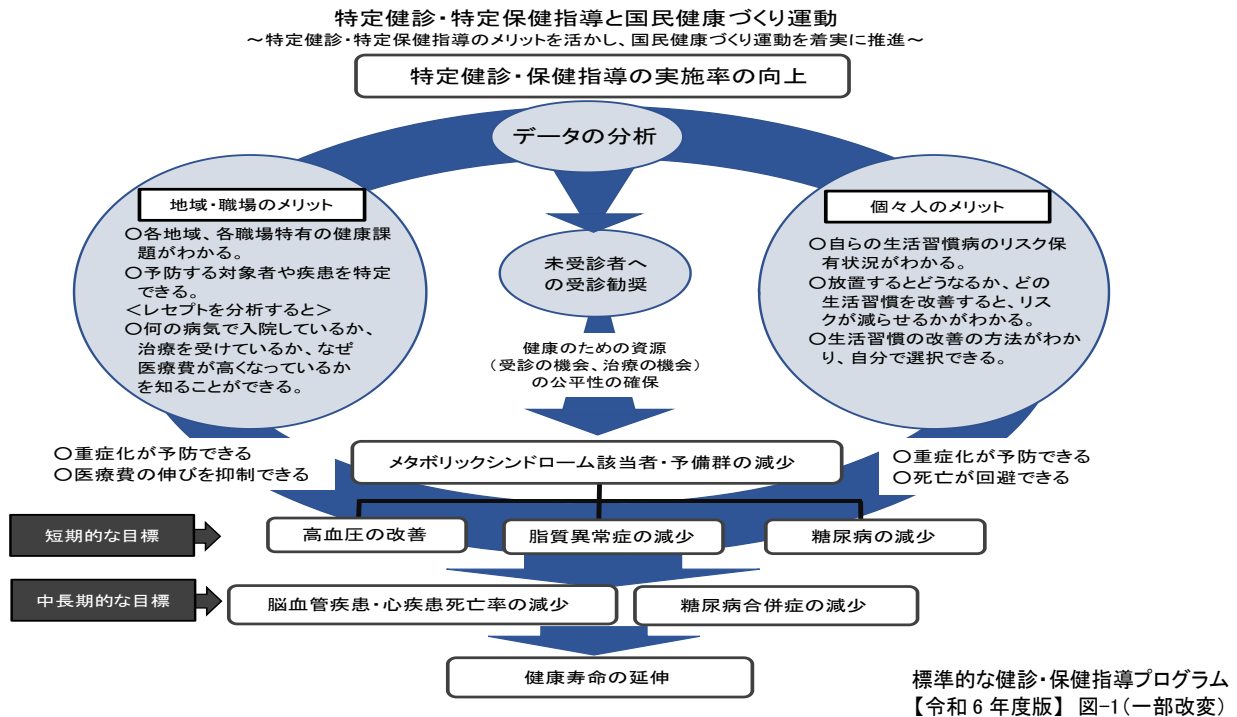 特定健診・特定保健指導と国民健康づくり運動
～特定健診・特定保健指導のメリットを活かし、国民健康づくり運動を着実に推進～
特定健診・保健指導の実施率の向上
データの分析
地域・職場のメリット
〇各地域、各職場特有の健康課
題がわかる。
〇予防する対象者や疾患を特定
できる。
＜レセプトを分析すると＞
〇何の病気で入院しているか、
治療を受けているか、なぜ
医療費が高くなっているか
を知ることができる。
未受診者へ
の受診勧奨
健康のための資源
（受診の機会、治療の機会）
の公平性の確保
個々人のメリット
〇自らの生活習慣病のリスク保
有状況がわかる。
〇放置するとどうなるか、どの
生活習慣を改善すると、リス
クが減らせるかがわかる。
〇生活習慣の改善の方法がわか
り、自分で選択できる。
〇重症化が予防できる
〇医療費の伸びを抑制できる
メタボリックシンドローム該当者・予備群の減少
〇重症化が予防できる
〇死亡が回避できる
短期的な目標
高血圧の改善
脂質異常症の減少
糖尿病の減少
中長期的な目標
脳血管疾患・心疾患死亡率の減少
糖尿病合併症の減少
健康寿命の延伸
標準的な健診・保健指導プログラム
【令和6年度版】 図-1（一部改変）